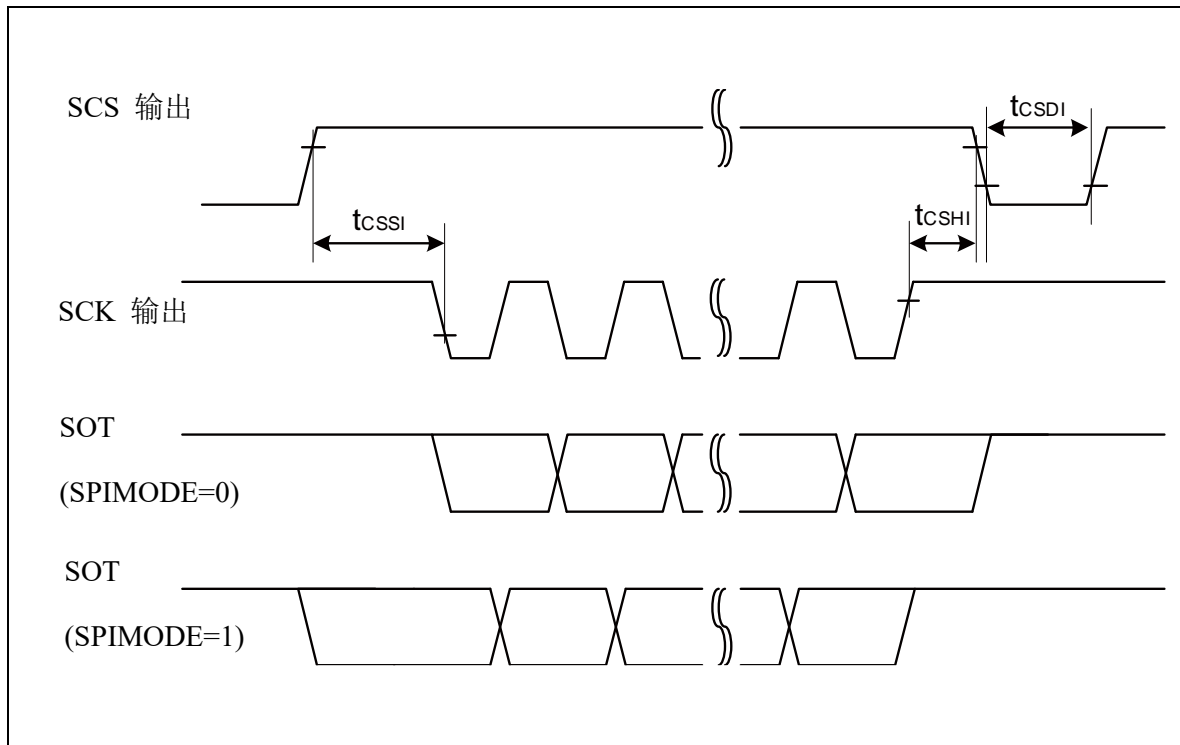 SCS 输出
tCSDI
tCSSI
tCSHI
SCK 输出
SOT
(SPIMODE=0)
SOT
(SPIMODE=1)